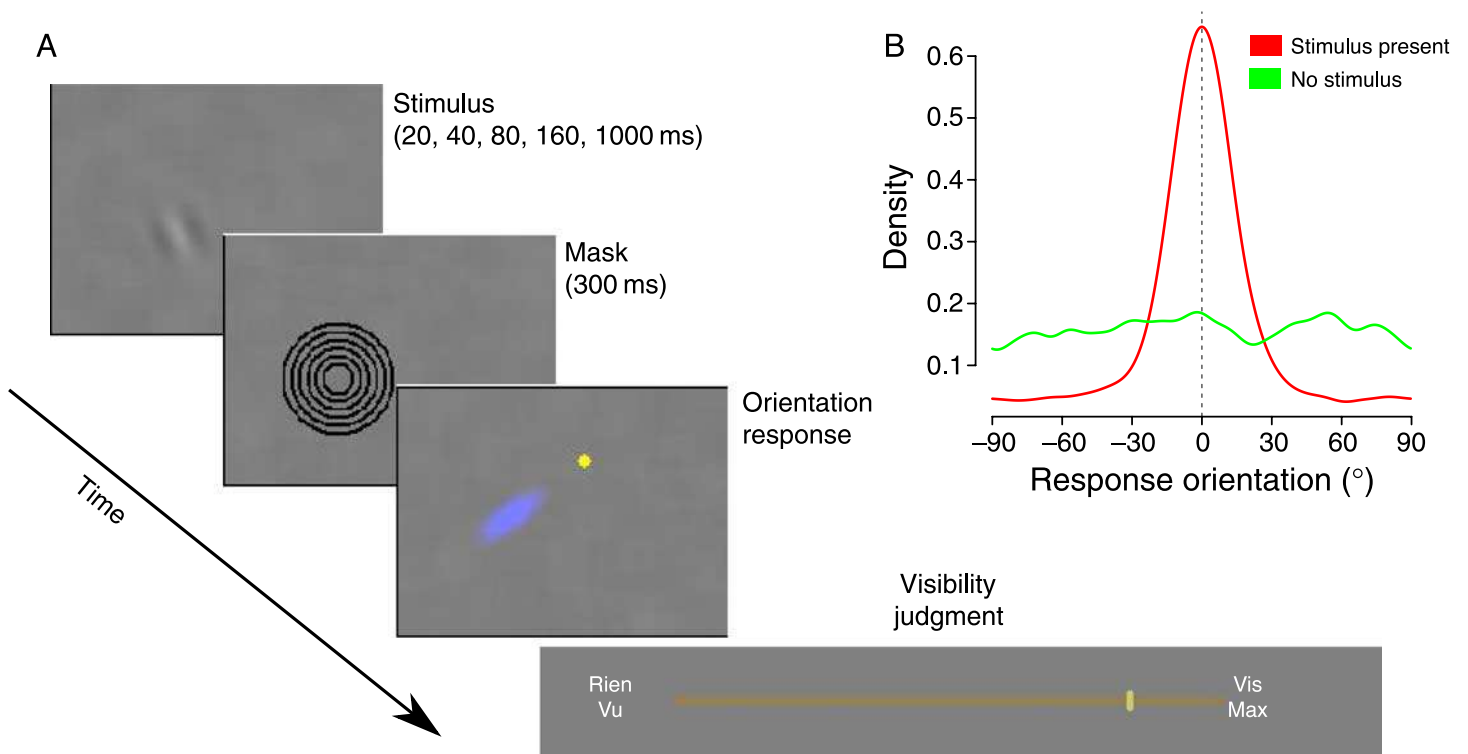 A
Stimulus
(20, 40, 80, 160, 1000 ms)
Mask
(300 ms)
Orientation
response
Time
Visibility
judgment
Rien
Vu
Vis
Max
B
Stimulus present
No stimulus
Density
0.6
0.5
0.4
0.3
0.2
0.1
–90 –60 –30 0 30 60 90
Response orientation (°)